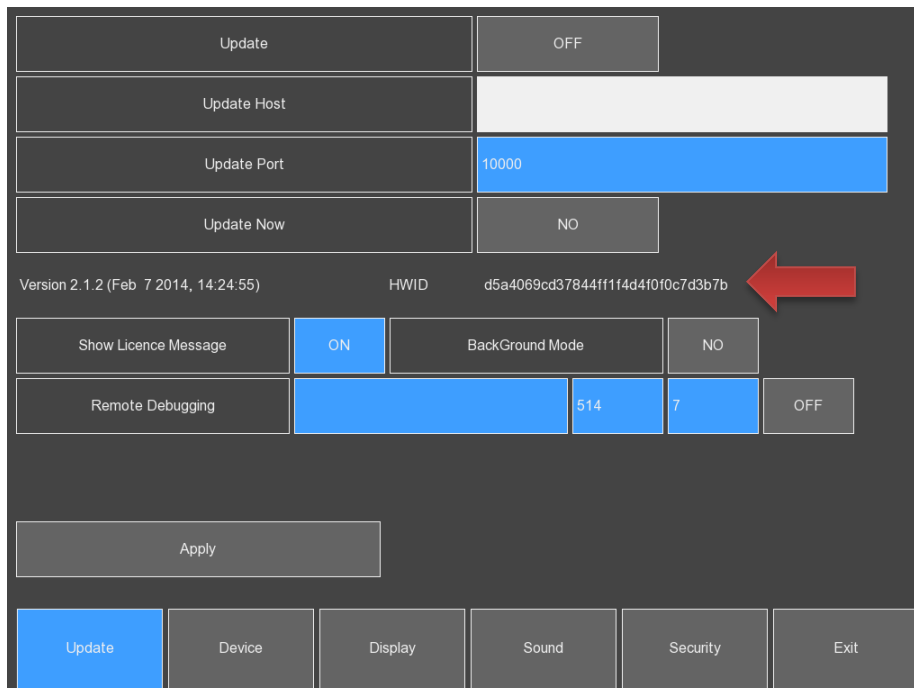 Update OFF
Update Host
Update Port 10000
Update Now NO
Version 2.1.2 (Feb 7 2014, 14:24:55) HWID d5a4069cd37844ff1f4d4f0f0c7d3b7b
Show Licence Message ON BackGround Mode NO
Remote Debugging 514 7 OFF
Apply
Update Device Display Sound Security Exit